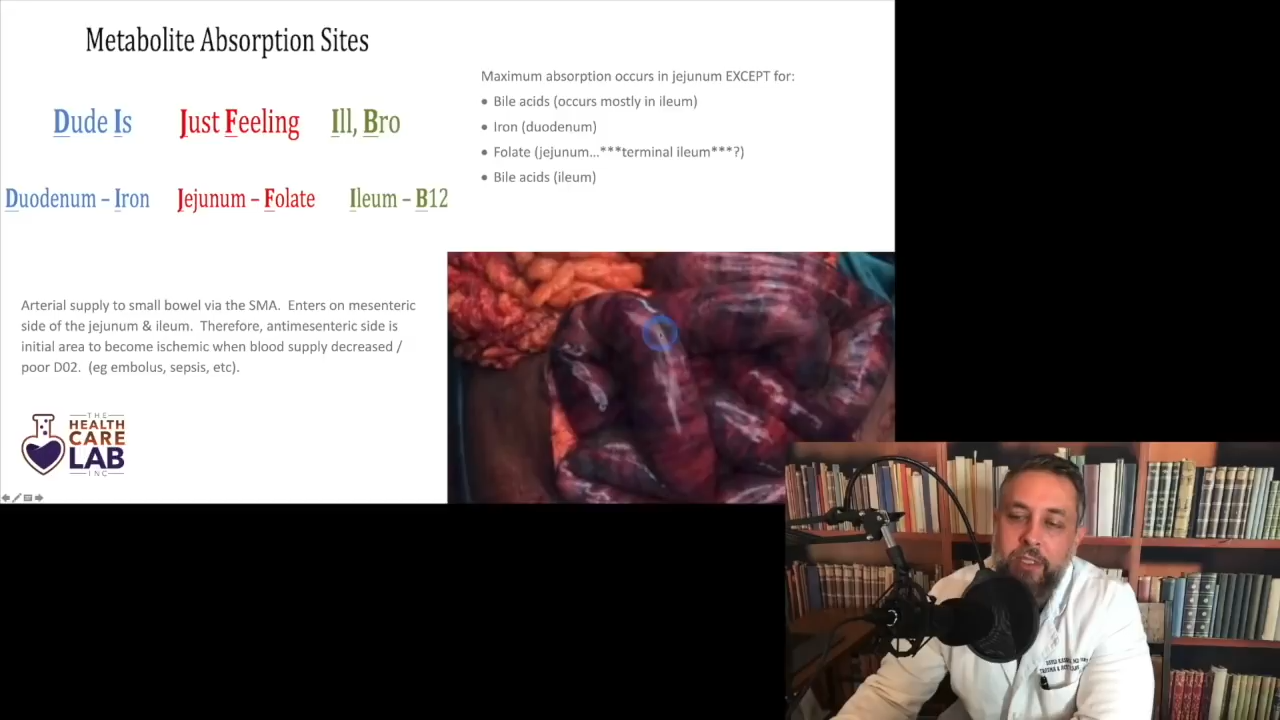 Metabolite Absorption Sites
Dude Is Just Feeling Ill, Bro
Duodenum – Iron Jejunum – Folate Ileum – B12
Maximum absorption occurs in jejunum EXCEPT for:
• Bile acids (occurs mostly in ileum)
• Iron (duodenum)
• Folate (jejunum...***terminal ileum***?)
• Bile acids (ileum)
Arterial supply to small bowel via the SMA. Enters on mesenteric
side of the jejunum & ileum. Therefore, antimesenteric side is
initial area to become ischemic when blood supply decreased /
poor D02. (eg embolus, sepsis, etc).
THE
HEALTH
CARE
LAB
INC